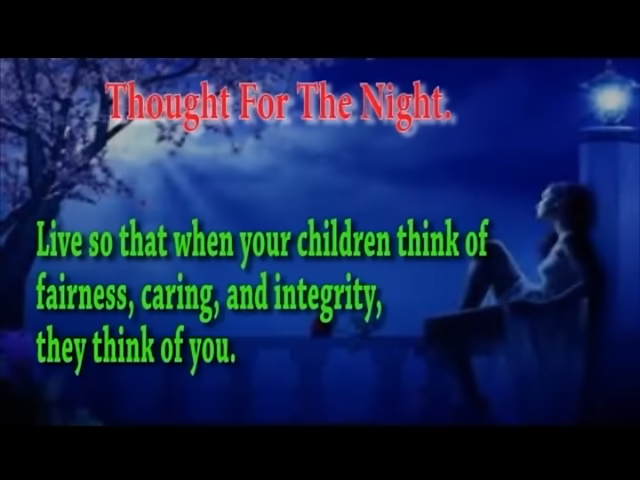 Thought For The Night.
Live so that when your children think of
fairness, caring, and integrity,
they think of you.